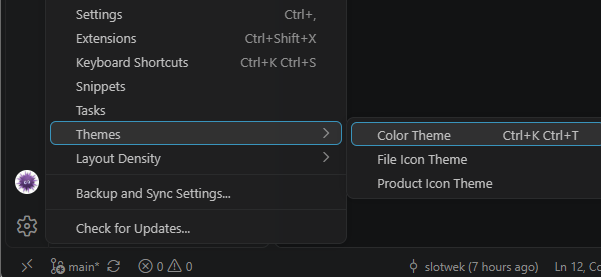 Settings Ctrl+,
Extensions Ctrl+Shift+X
Keyboard Shortcuts Ctrl+K Ctrl+S
Snippets
Tasks
Themes
Color Theme Ctrl+K Ctrl+T
Layout Density
File Icon Theme
Product Icon Theme
Backup and Sync Settings...
Check for Updates...
main* 0 0 slotwek (7 hours ago) Ln 12, Co